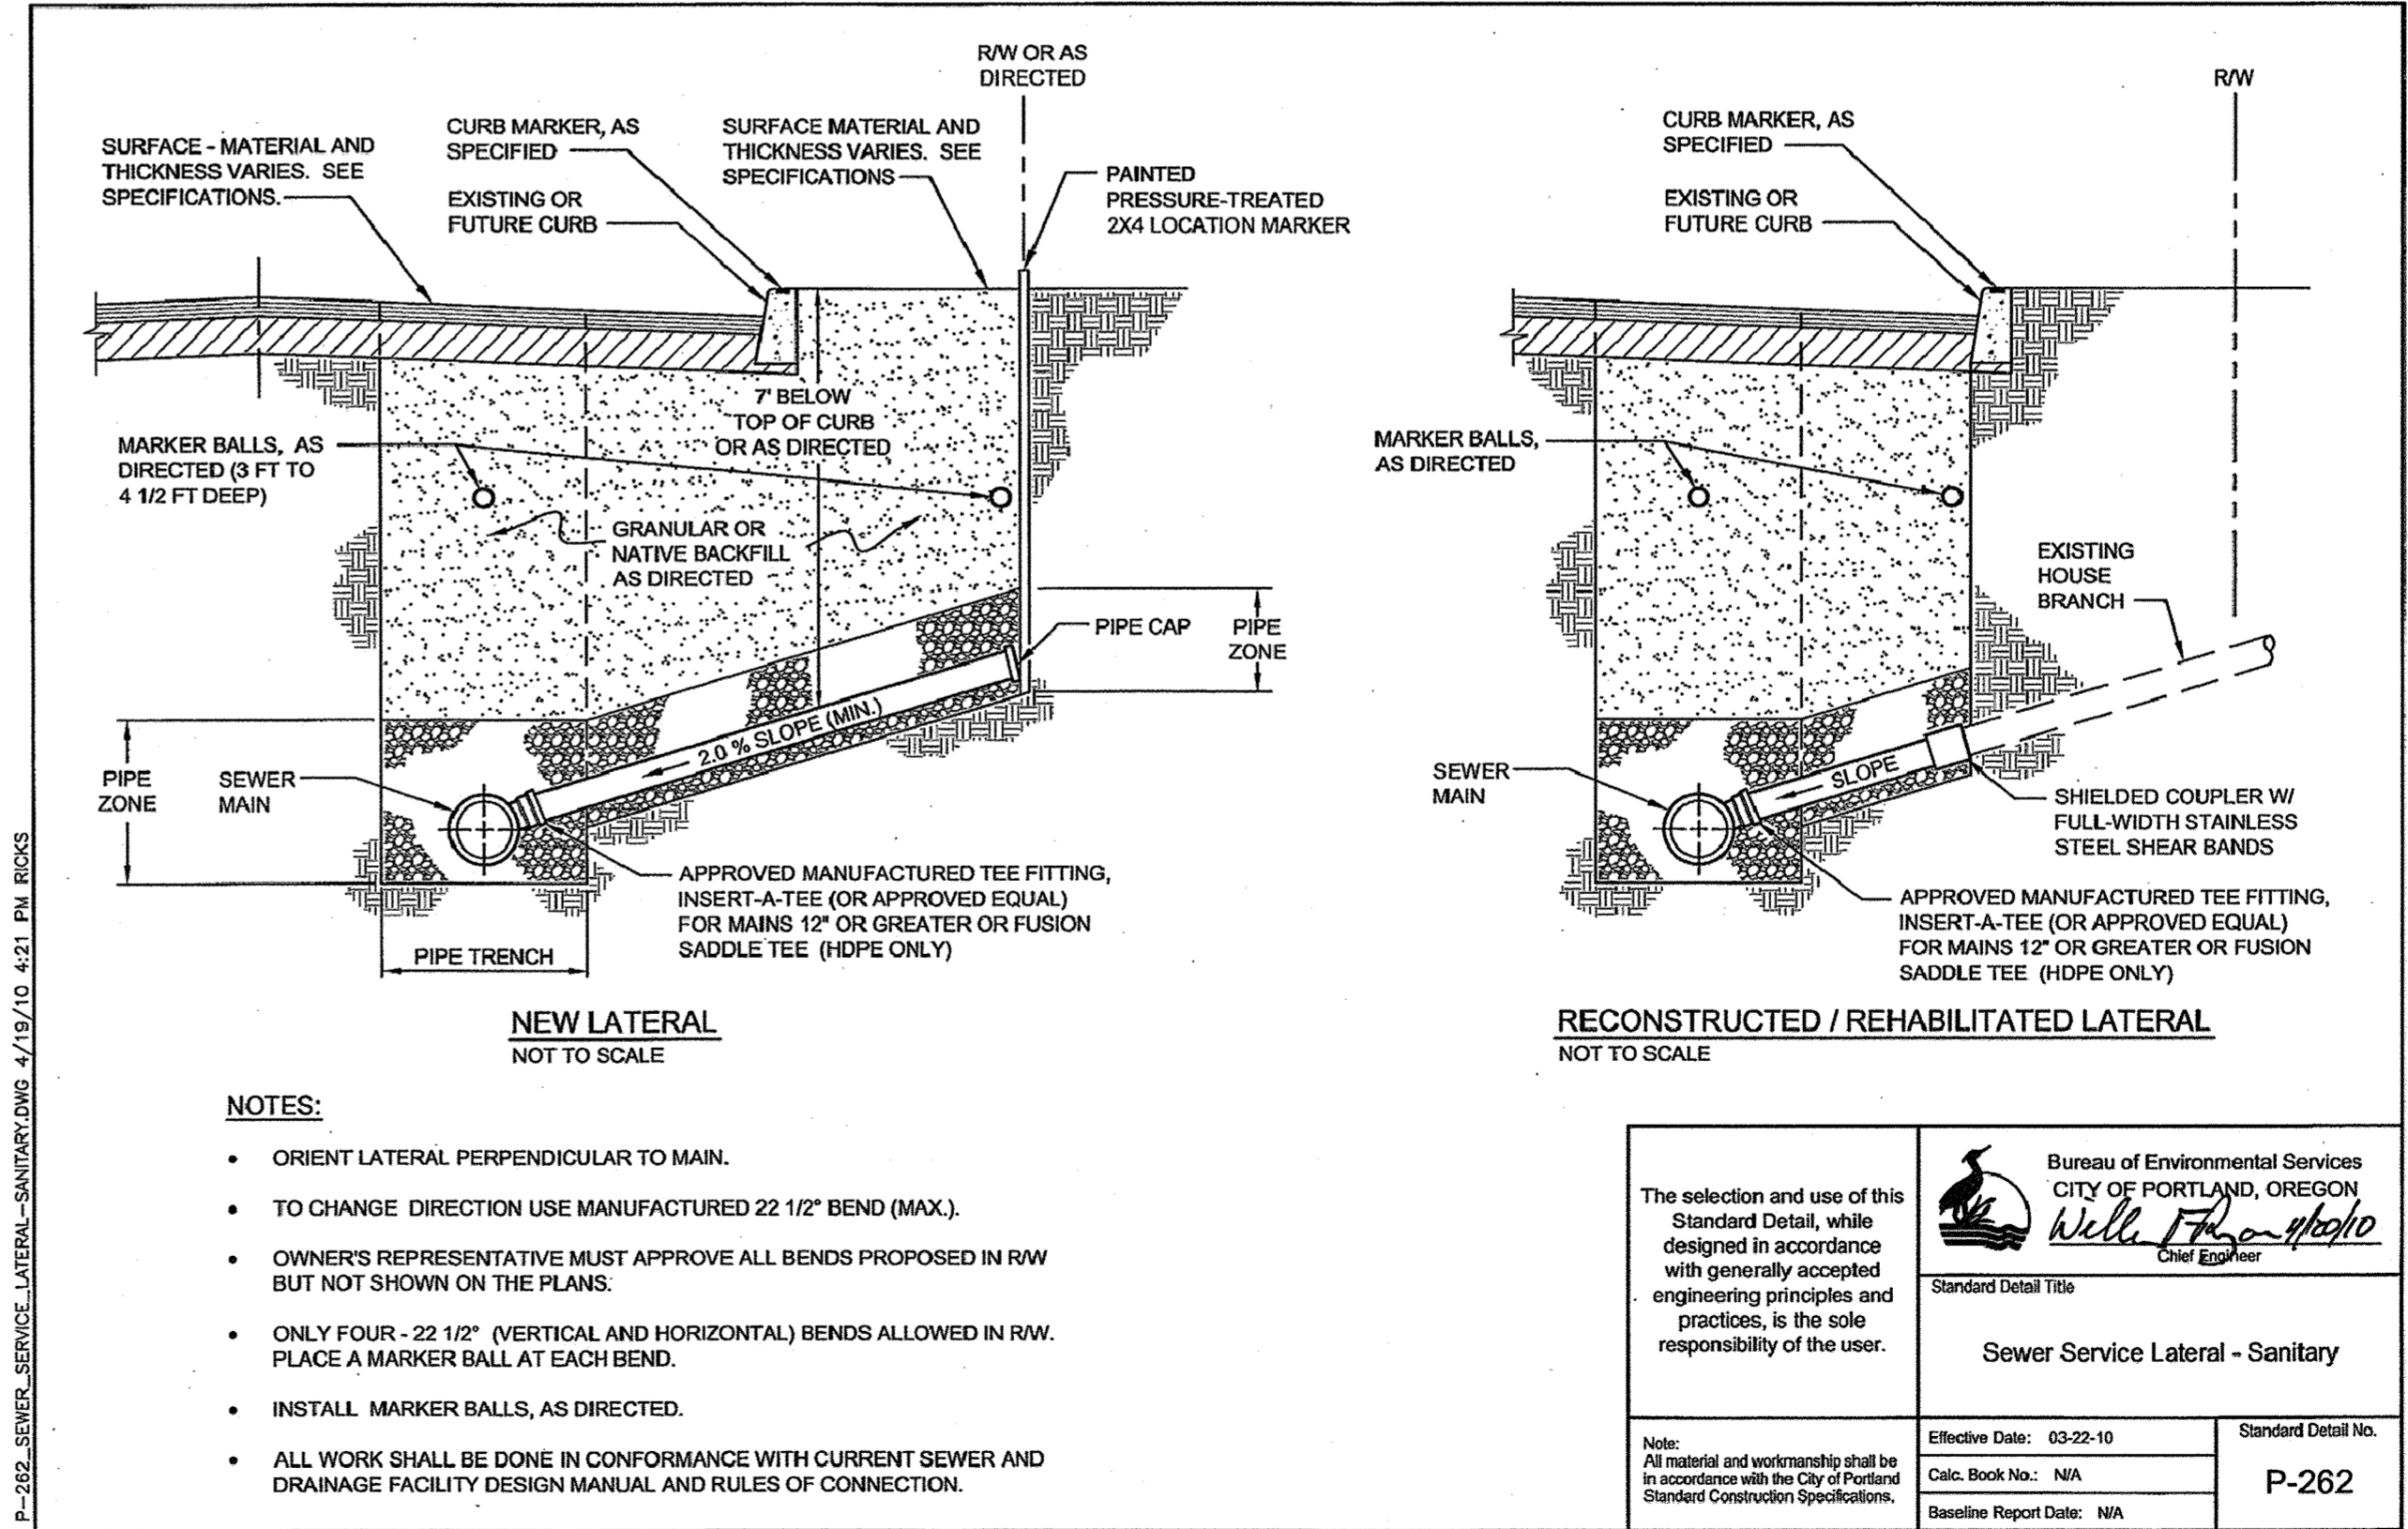 R/W OR AS
DIRECTED
SURFACE - MATERIAL AND
THICKNESS VARIES. SEE
SPECIFICATIONS.
CURB MARKER, AS
SPECIFIED
EXISTING OR
FUTURE CURB
SURFACE MATERIAL AND
THICKNESS VARIES. SEE
SPECIFICATIONS
PAINTED
PRESSURE-TREATED
2X4 LOCATION MARKER
7' BELOW
TOP OF CURB
OR AS DIRECTED
MARKER BALLS, AS
DIRECTED (3 FT TO
4 1/2 FT DEEP)
GRANULAR OR
NATIVE BACKFILL
AS DIRECTED
PIPE CAP
PIPE
ZONE
2.0 % SLOPE (MIN.)
PIPE
ZONE
SEWER
MAIN
APPROVED MANUFACTURED TEE FITTING,
INSERT-A-TEE (OR APPROVED EQUAL)
FOR MAINS 12" OR GREATER OR FUSION
SADDLE TEE (HDPE ONLY)
PIPE TRENCH
NEW LATERAL
NOT TO SCALE
R/W
CURB MARKER, AS
SPECIFIED
EXISTING OR
FUTURE CURB
MARKER BALLS,
AS DIRECTED
EXISTING
HOUSE
BRANCH
SEWER
MAIN
SLOPE
SHIELDED COUPLER W/
FULL-WIDTH STAINLESS
STEEL SHEAR BANDS
APPROVED MANUFACTURED TEE FITTING,
INSERT-A-TEE (OR APPROVED EQUAL)
FOR MAINS 12" OR GREATER OR FUSION
SADDLE TEE (HDPE ONLY)
RECONSTRUCTED / REHABILITATED LATERAL
NOT TO SCALE
NOTES:
• ORIENT LATERAL PERPENDICULAR TO MAIN.
• TO CHANGE DIRECTION USE MANUFACTURED 22 1/2° BEND (MAX.).
• OWNER'S REPRESENTATIVE MUST APPROVE ALL BENDS PROPOSED IN R/W
BUT NOT SHOWN ON THE PLANS.
• ONLY FOUR - 22 1/2° (VERTICAL AND HORIZONTAL) BENDS ALLOWED IN R/W.
PLACE A MARKER BALL AT EACH BEND.
• INSTALL MARKER BALLS, AS DIRECTED.
• ALL WORK SHALL BE DONE IN CONFORMANCE WITH CURRENT SEWER AND
DRAINAGE FACILITY DESIGN MANUAL AND RULES OF CONNECTION.
The selection and use of this
Standard Detail, while
designed in accordance
with generally accepted
engineering principles and
practices, is the sole
responsibility of the user.
Note:
All material and workmanship shall be
in accordance with the City of Portland
Standard Construction Specifications.
Bureau of Environmental Services
CITY OF PORTLAND, OREGON
4/20/10
Chief Engineer
Standard Detail Title
Sewer Service Lateral - Sanitary
Effective Date: 03-22-10
Calc. Book No.: N/A
Baseline Report Date: N/A
Standard Detail No.
P-262
P-262_SEWER_SERVICE_LATERAL-SANITARY.DWG 4/19/10 4:21 PM RICKS